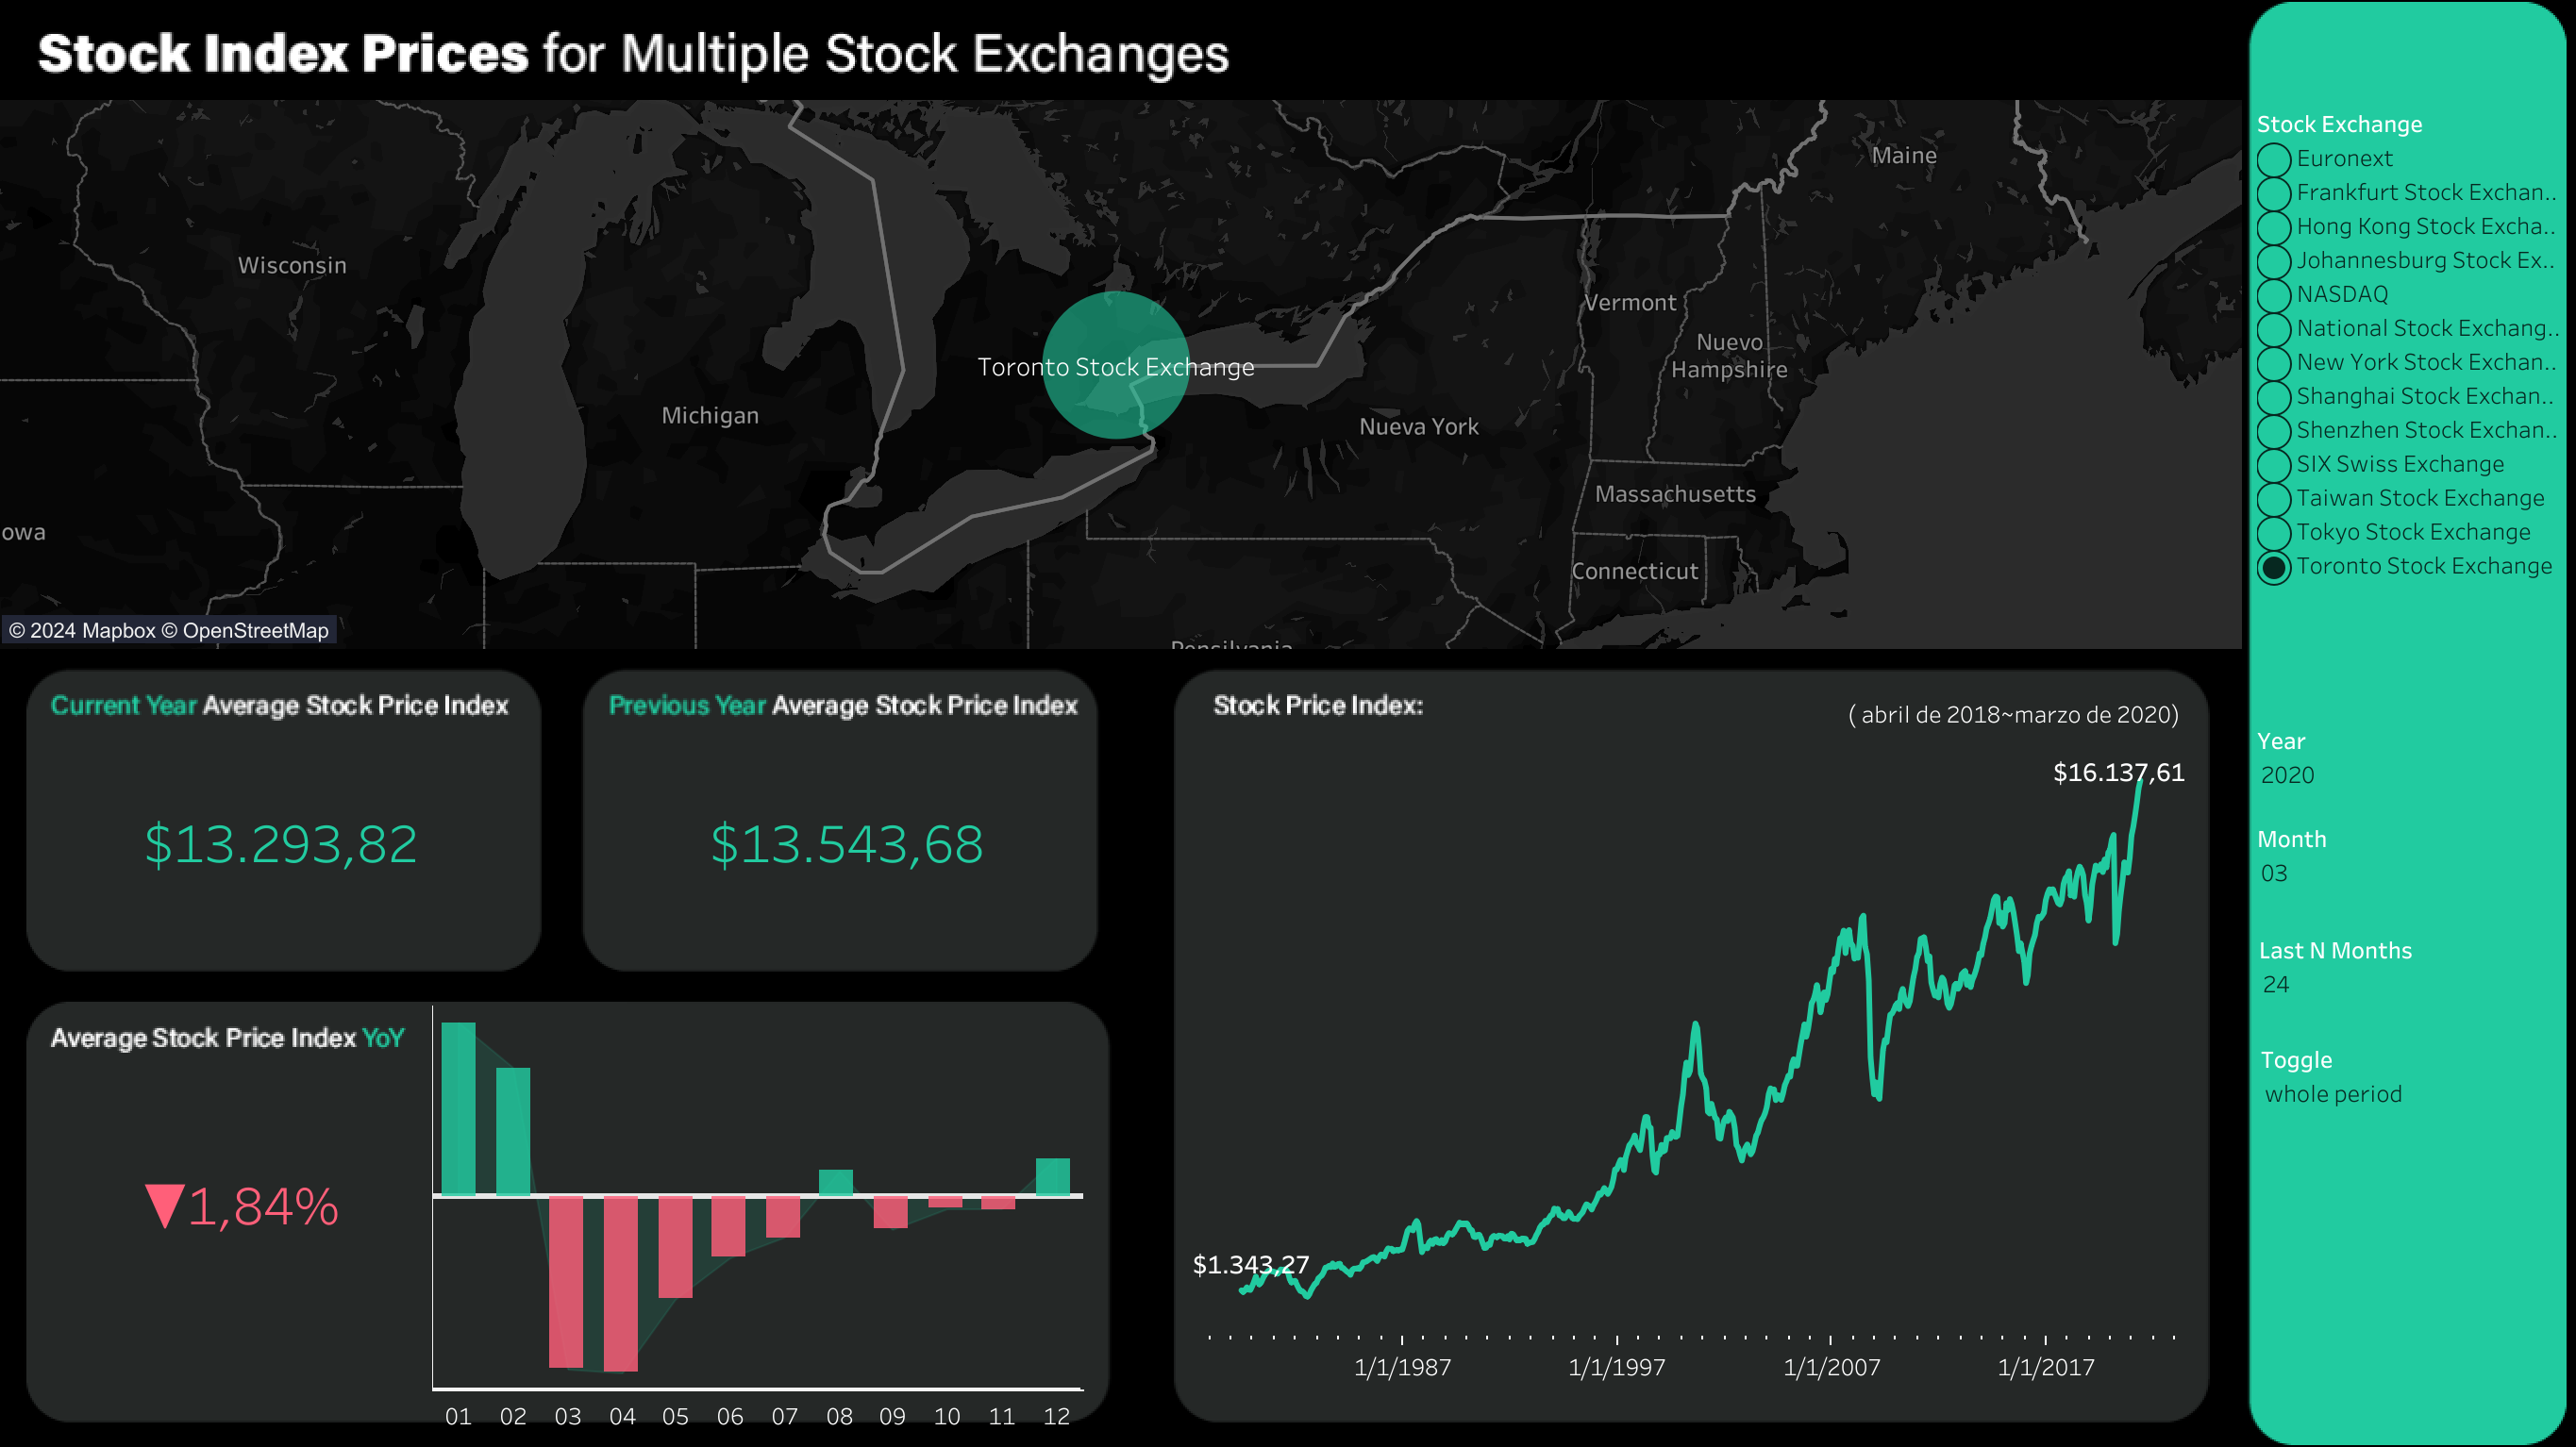 Stock Index Prices for Multiple Stock Exchanges
Wisconsin
Michigan
owa
Toronto Stock Exchange
Maine
Vermont
Nuevo
Hampshire
Nueva York
Massachusetts
Connecticut
Pensilvania
© 2024 Mapbox © OpenStreetMap
Current Year Average Stock Price Index
$13.293,82
Previous Year Average Stock Price Index
$13.543,68
Average Stock Price Index YoY
▼1,84%
01 02 03 04 05 06 07 08 09 10 11 12
Stock Price Index:
( abril de 2018~marzo de 2020)
$16.137,61
$1.343,27
1/1/1987 1/1/1997 1/1/2007 1/1/2017
Stock Exchange
Euronext
Frankfurt Stock Exchan..
Hong Kong Stock Excha..
Johannesburg Stock Ex..
NASDAQ
National Stock Exchang..
New York Stock Exchan..
Shanghai Stock Exchan..
Shenzhen Stock Exchan..
SIX Swiss Exchange
Taiwan Stock Exchange
Tokyo Stock Exchange
Toronto Stock Exchange
Year
2020
Month
03
Last N Months
24
Toggle
whole period